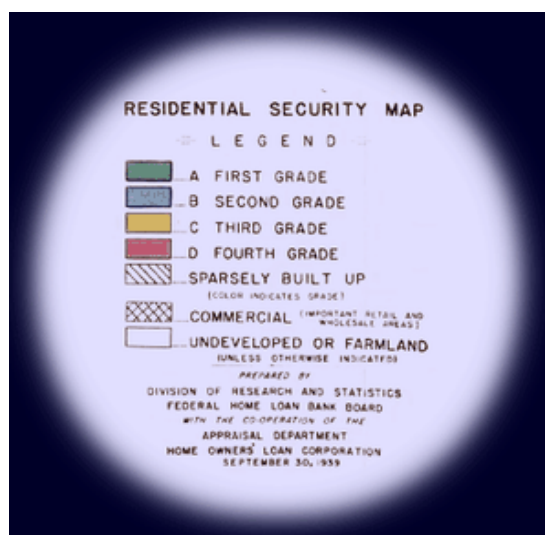 RESIDENTIAL SECURITY MAP
LEGEND
A FIRST GRADE
B SECOND GRADE
C THIRD GRADE
D FOURTH GRADE
SPARSELY BUILT UP
(COLOR INDICATES GRADE)
COMMERCIAL (IMPORTANT RETAIL AND
WHOLESALE AREAS)
UNDEVELOPED OR FARMLAND
(UNLESS OTHERWISE INDICATED)
PREPARED BY
DIVISION OF RESEARCH AND STATISTICS
FEDERAL HOME LOAN BANK BOARD
WITH THE CO-OPERATION OF THE
APPRAISAL DEPARTMENT
HOME OWNERS' LOAN CORPORATION
SEPTEMBER 30, 1939